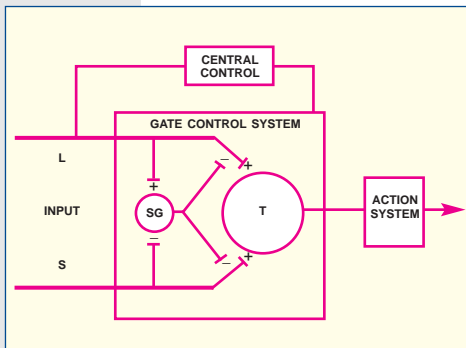 CENTRAL
CONTROL
GATE CONTROL SYSTEM
L
–
+
+
INPUT
SG
T
ACTION
SYSTEM
–
S
–
+